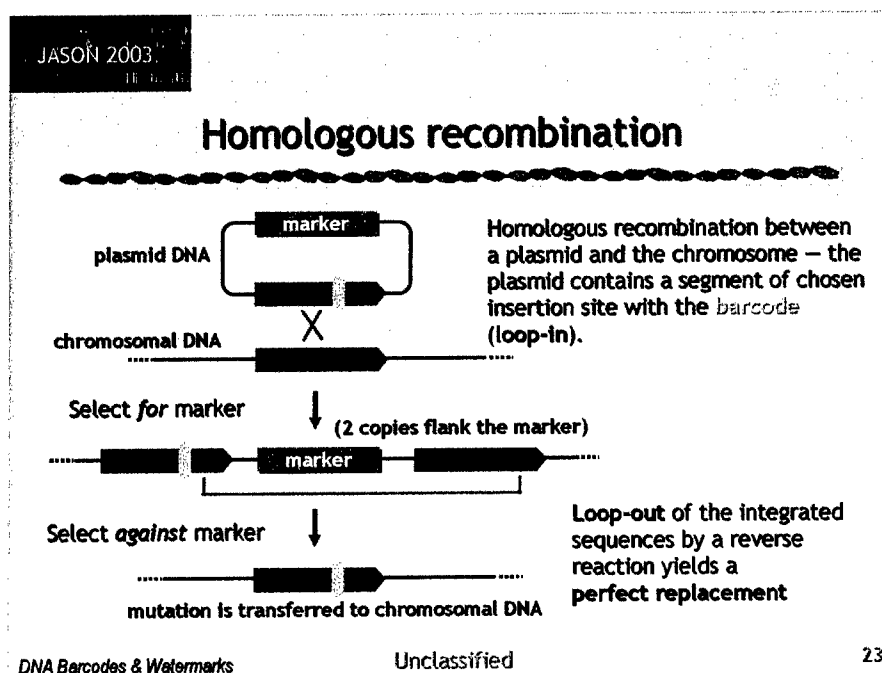 JASON 2003
Homologous recombination
marker
plasmid DNA
Homologous recombination between
a plasmid and the chromosome – the
plasmid contains a segment of chosen
insertion site with the barcode
(loop-in).
chromosomal DNA
Select for marker
(2 copies flank the marker)
marker
Select against marker
Loop-out of the integrated
sequences by a reverse
reaction yields a
perfect replacement
mutation is transferred to chromosomal DNA
DNA Barcodes & Watermarks
Unclassified
23